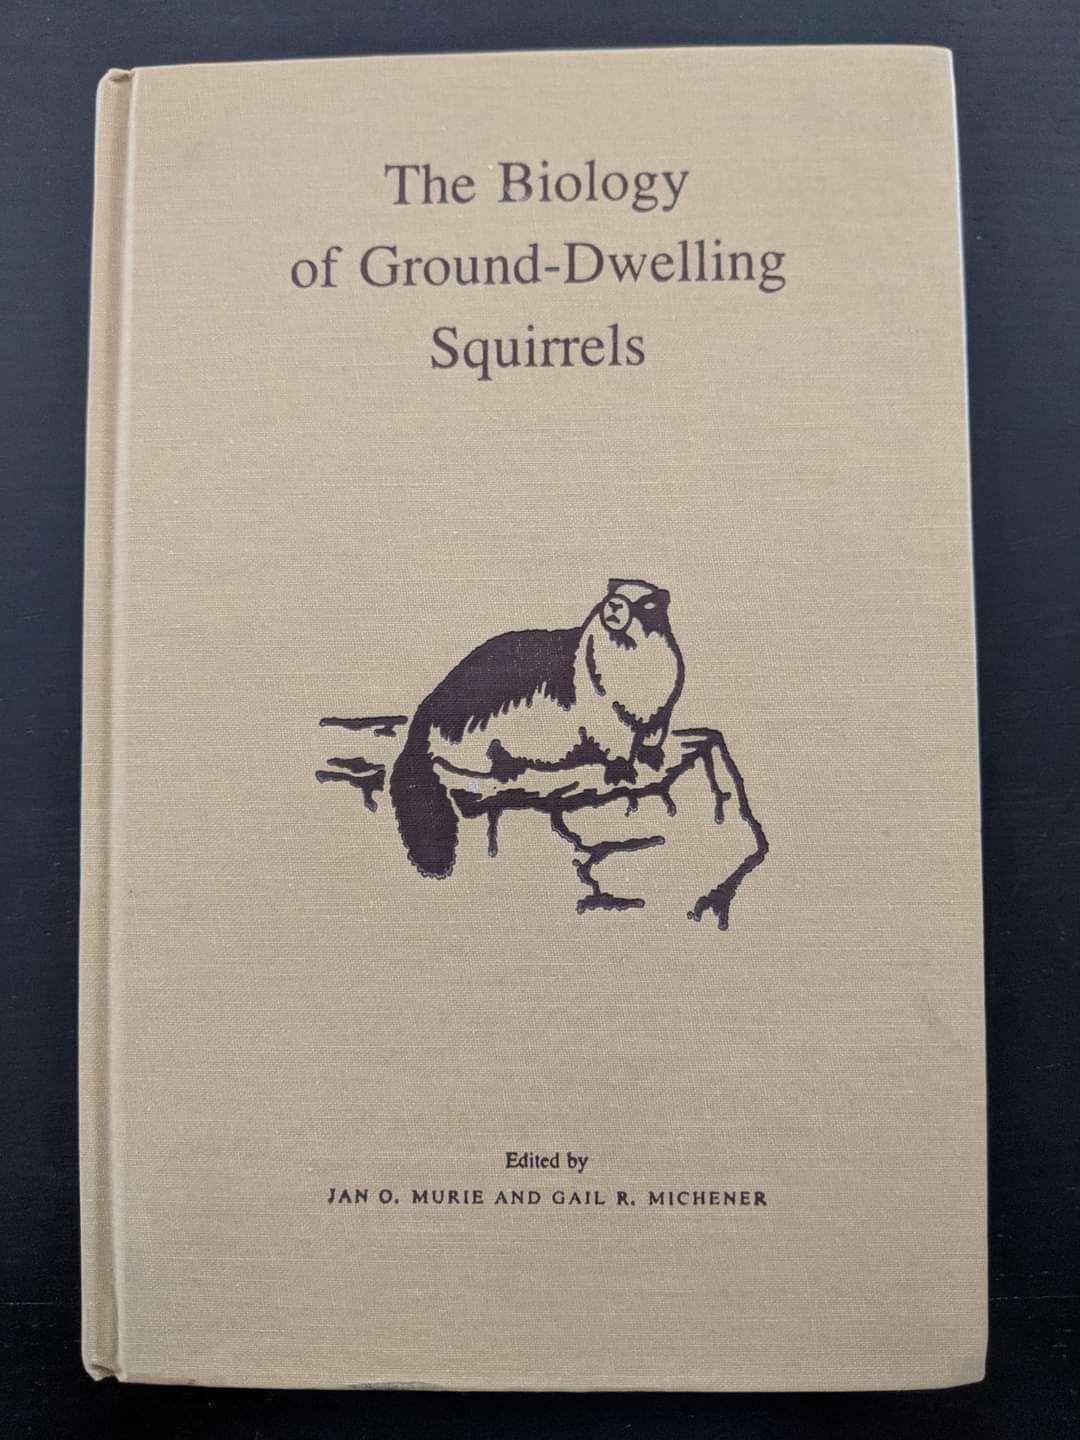 The Biology
of Ground-Dwelling
Squirrels
Edited by
JAN O. MURIE AND GAIL R. MICHENER